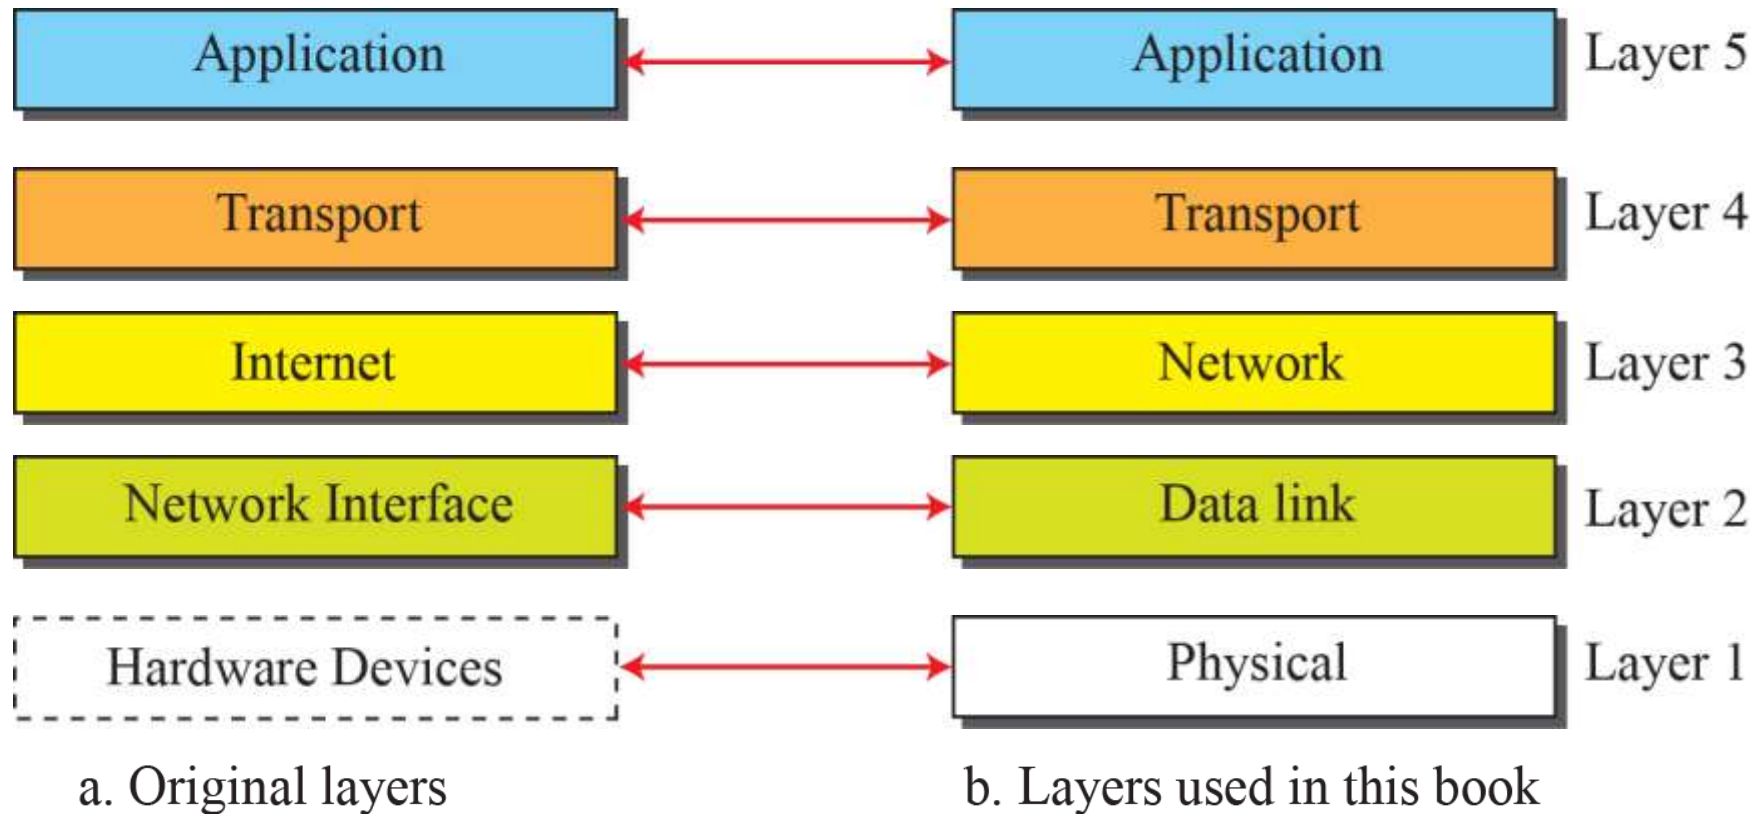 Application Application Layer 5
Transport Transport Layer 4
Internet Network Layer 3
Network Interface Data link Layer 2
Hardware Devices Physical Layer 1
a. Original layers b. Layers used in this book